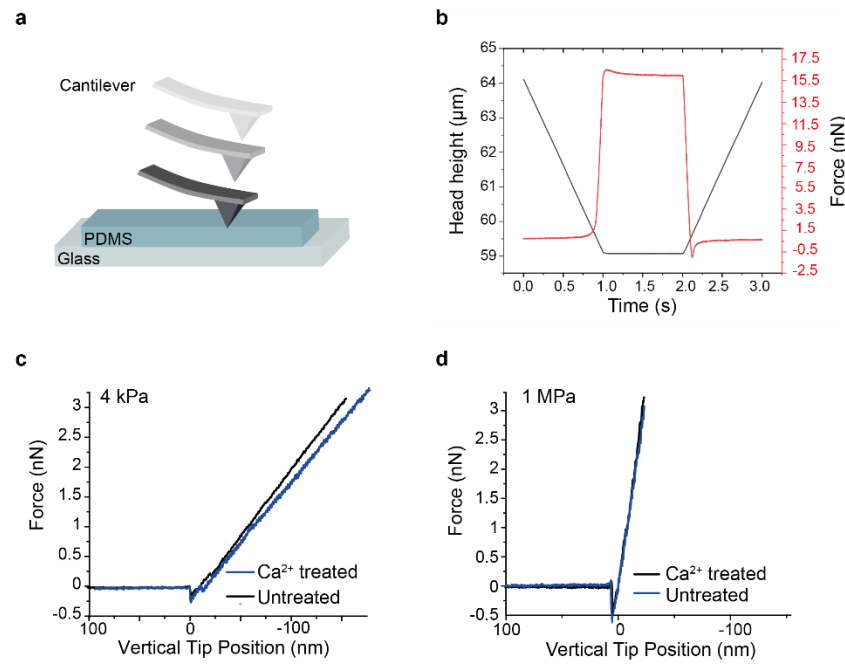 a
Cantilever
PDMS
Glass
b
65
64
63
62
61
60
59
Head height (μm)
0.0 0.5 1.0 1.5 2.0 2.5 3.0
Time (s)
17.5
15.5
13.5
11.5
9.5
7.5
5.5
3.5
1.5
-0.5
-2.5
Force (nN)
c
4 kPa
3
2.5
2
1.5
1
0.5
0
-0.5
Force (nN)
Ca²⁺ treated
Untreated
100 0 -100
Vertical Tip Position (nm)
d
1 MPa
3
2.5
2
1.5
1
0.5
0
-0.5
Force (nN)
Ca²⁺ treated
Untreated
100 0 -100
Vertical Tip Position (nm)